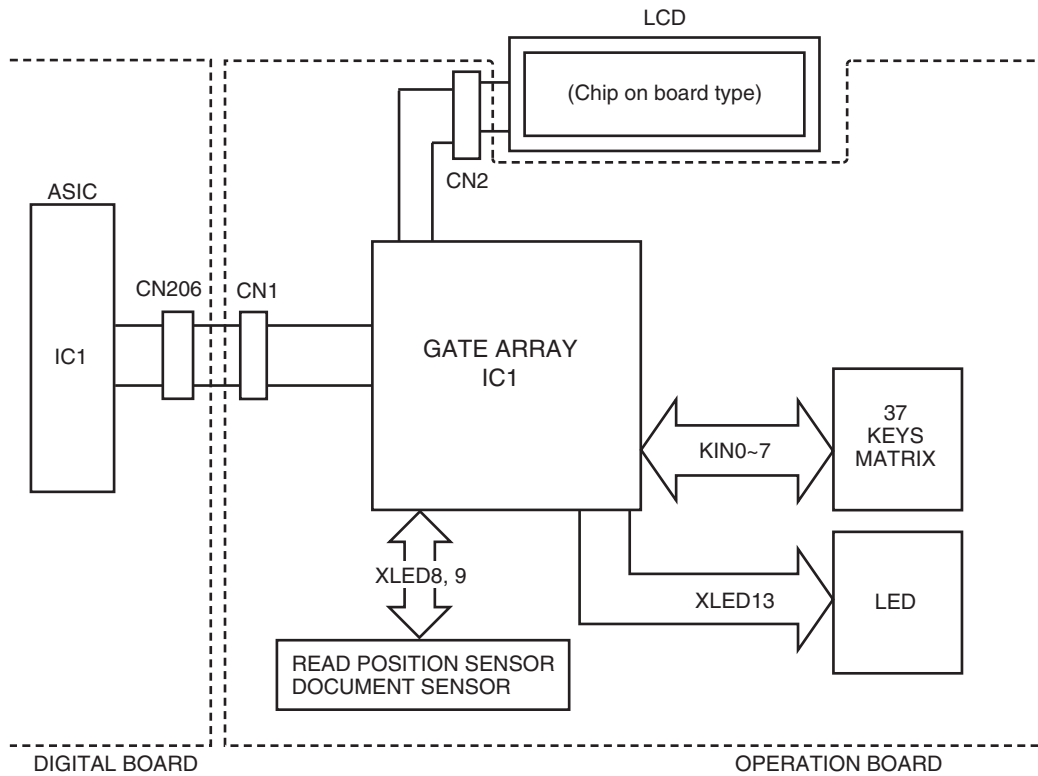 LCD
(Chip on board type)
CN2
ASIC
CN206
CN1
IC1
GATE ARRAY
IC1
37
KEYS
MATRIX
KIN0~7
XLED8, 9
XLED13
LED
READ POSITION SENSOR
DOCUMENT SENSOR
DIGITAL BOARD
OPERATION BOARD